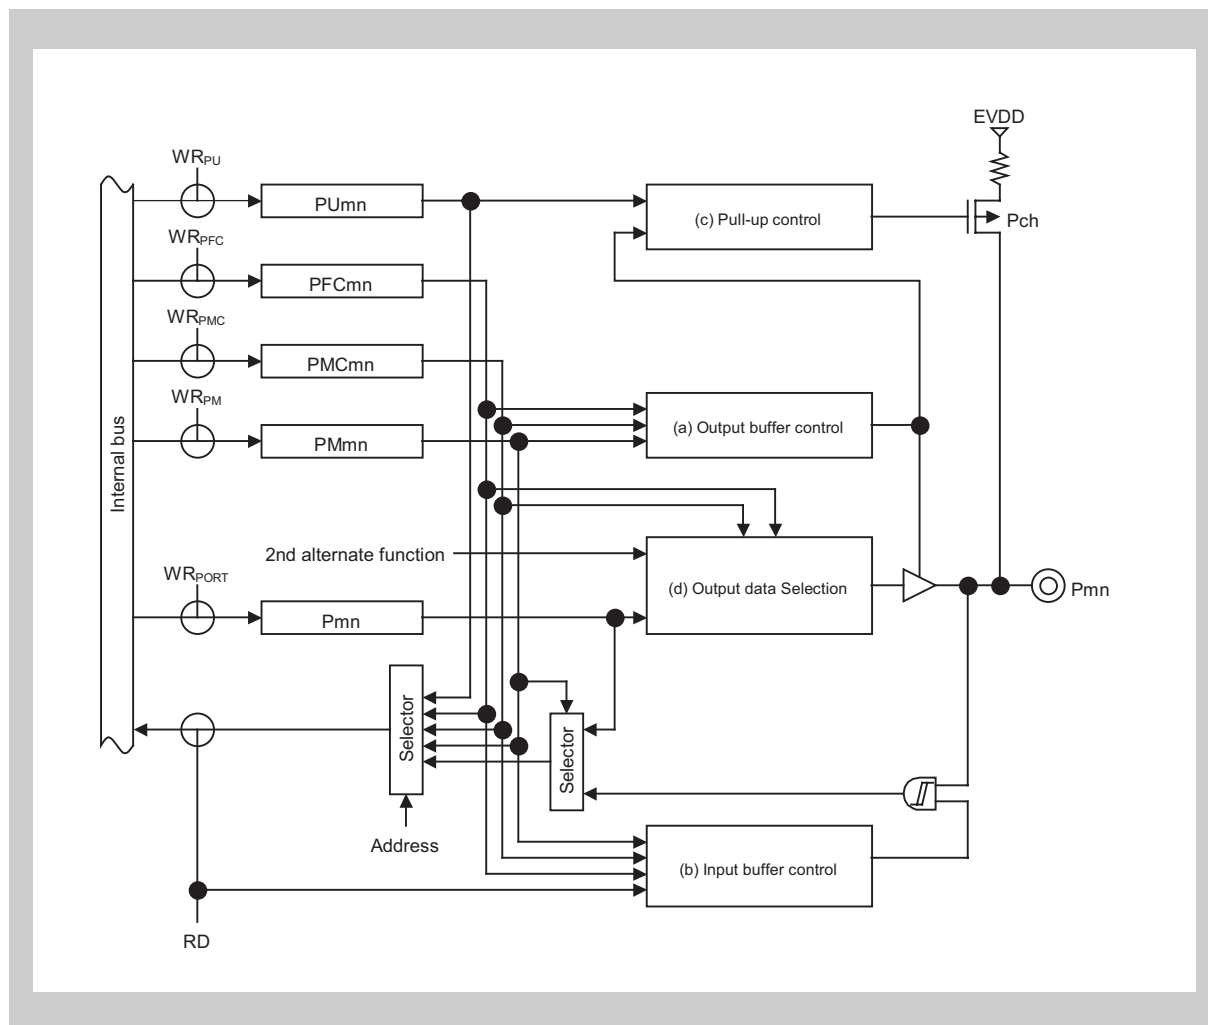 EVDD
WRPU
PUmn
(c) Pull-up control
Pch
WRPFC
PFCmn
WRPMC
PMCmn
WRPM
PMmn
(a) Output buffer control
Internal bus
2nd alternate function
WRPORT
Pmn
(d) Output data Selection
Pmn
Selector
Selector
Address
(b) Input buffer control
RD